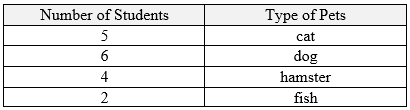 Number of Students Type of Pets
5 cat
6 dog
4 hamster
2 fish